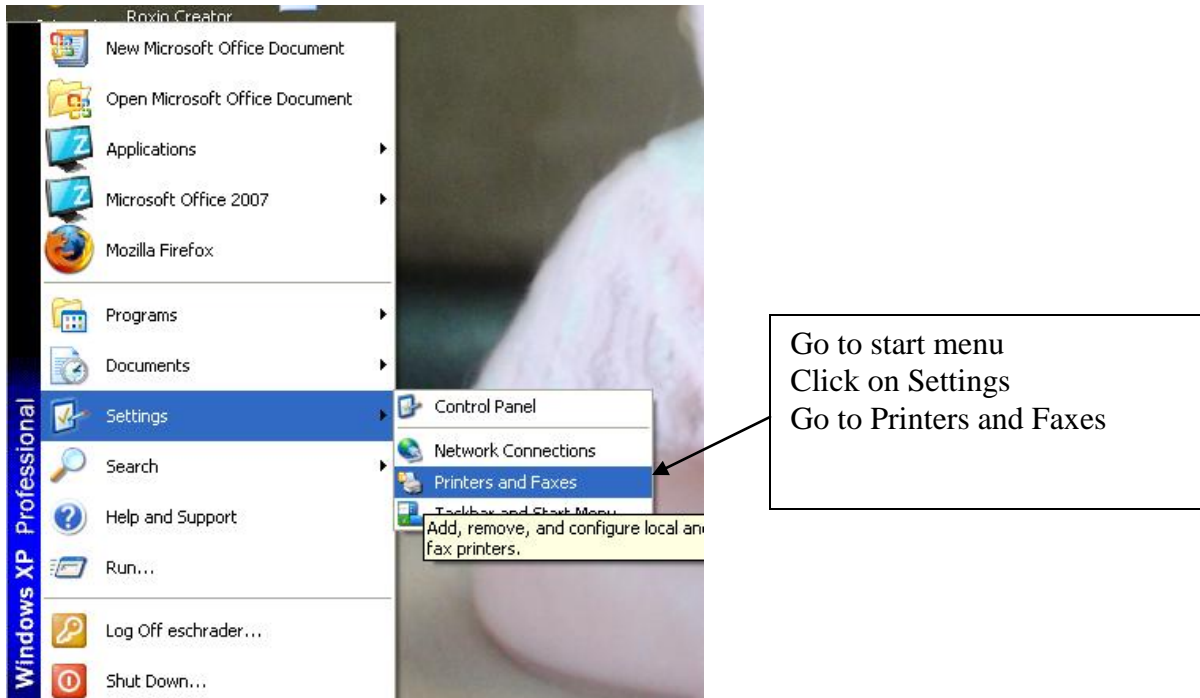 Roxio Creator
New Microsoft Office Document
Open Microsoft Office Document
Applications
Microsoft Office 2007
Mozilla Firefox
Programs
Documents
Settings
Search
Help and Support
Run...
Log Off eschrader...
Shut Down...
Windows XP Professional
Control Panel
Network Connections
Printers and Faxes
Taskbar and Start Menu
Add, remove, and configure local and
fax printers.
Go to start menu
Click on Settings
Go to Printers and Faxes